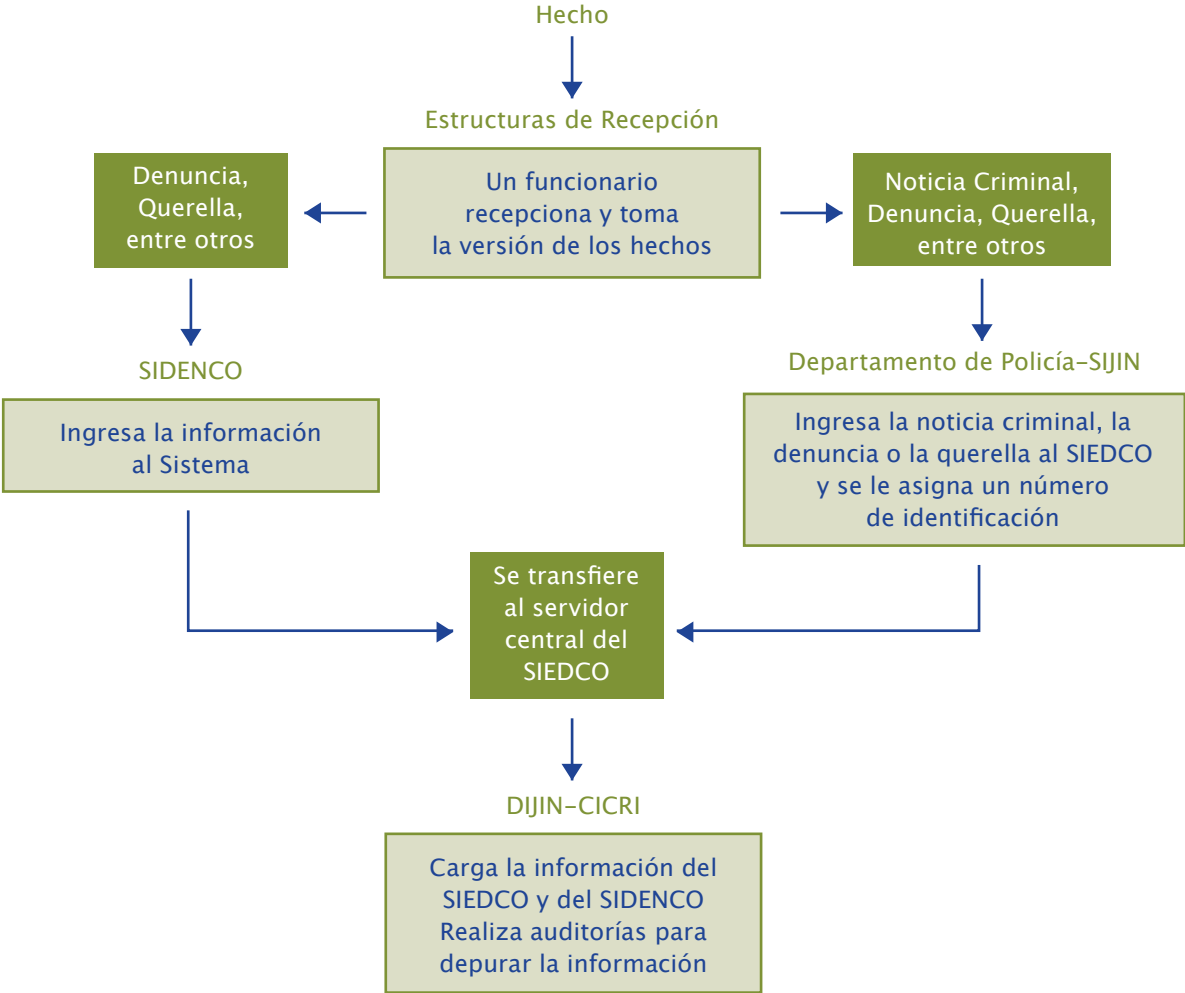 Hecho
Estructuras de Recepción
Denuncia,
Querella,
entre otros
Un funcionario
recepciona y toma
la versión de los hechos
Noticia Criminal,
Denuncia, Querella,
entre otros
SIDENCO
Ingresa la información
al Sistema
Departamento de Policía–SIJIN
Ingresa la noticia criminal, la
denuncia o la querella al SIEDCO
y se le asigna un número
de identificación
Se transfiere
al servidor
central del
SIEDCO
DIJIN–CICRI
Carga la información del
SIEDCO y del SIDENCO
Realiza auditorías para
depurar la información